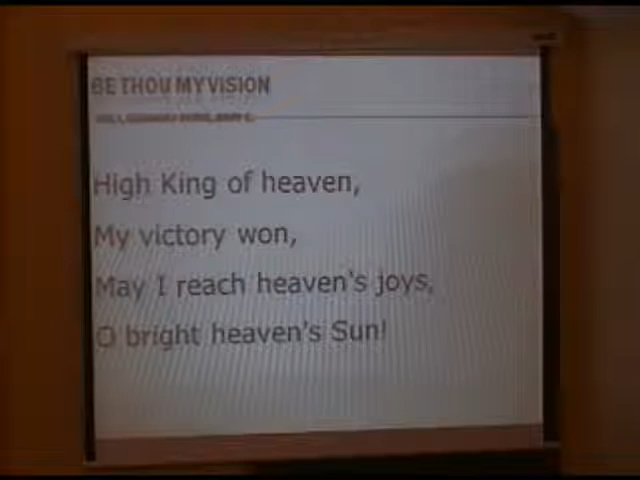 BE THOU MY VISION
High King of heaven,
My victory won,
May I reach heaven's joys,
O bright heaven's Sun!